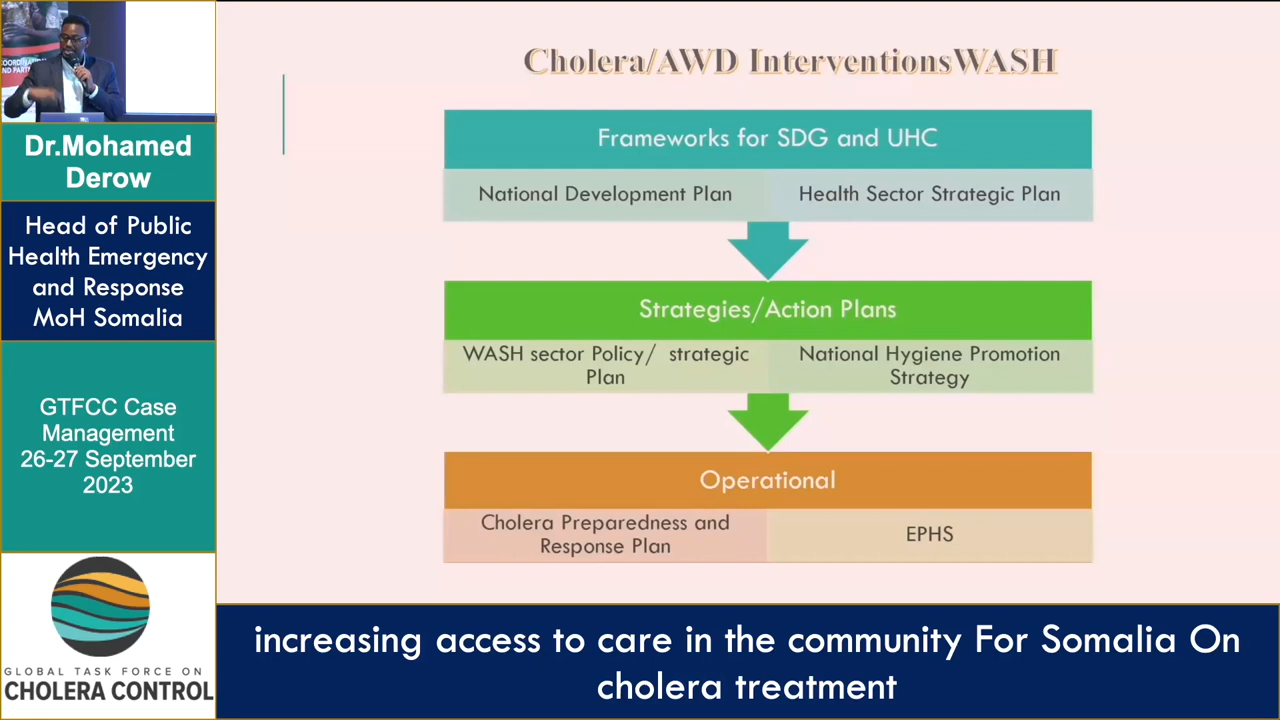 COORDINAT
ND PARTN
Dr.Mohamed
Derow
Head of Public
Health Emergency
and Response
MoH Somalia
GTFCC Case
Management
26-27 September
2023
GLOBAL TASK FORCE ON
CHOLERA CONTROL
Cholera/AWD InterventionsWASH
Frameworks for SDG and UHC
National Development Plan
Health Sector Strategic Plan
Strategies/Action Plans
WASH sector Policy/ strategic
Plan
National Hygiene Promotion
Strategy
Operational
Cholera Preparedness and
Response Plan
EPHS
increasing access to care in the community For Somalia On
cholera treatment